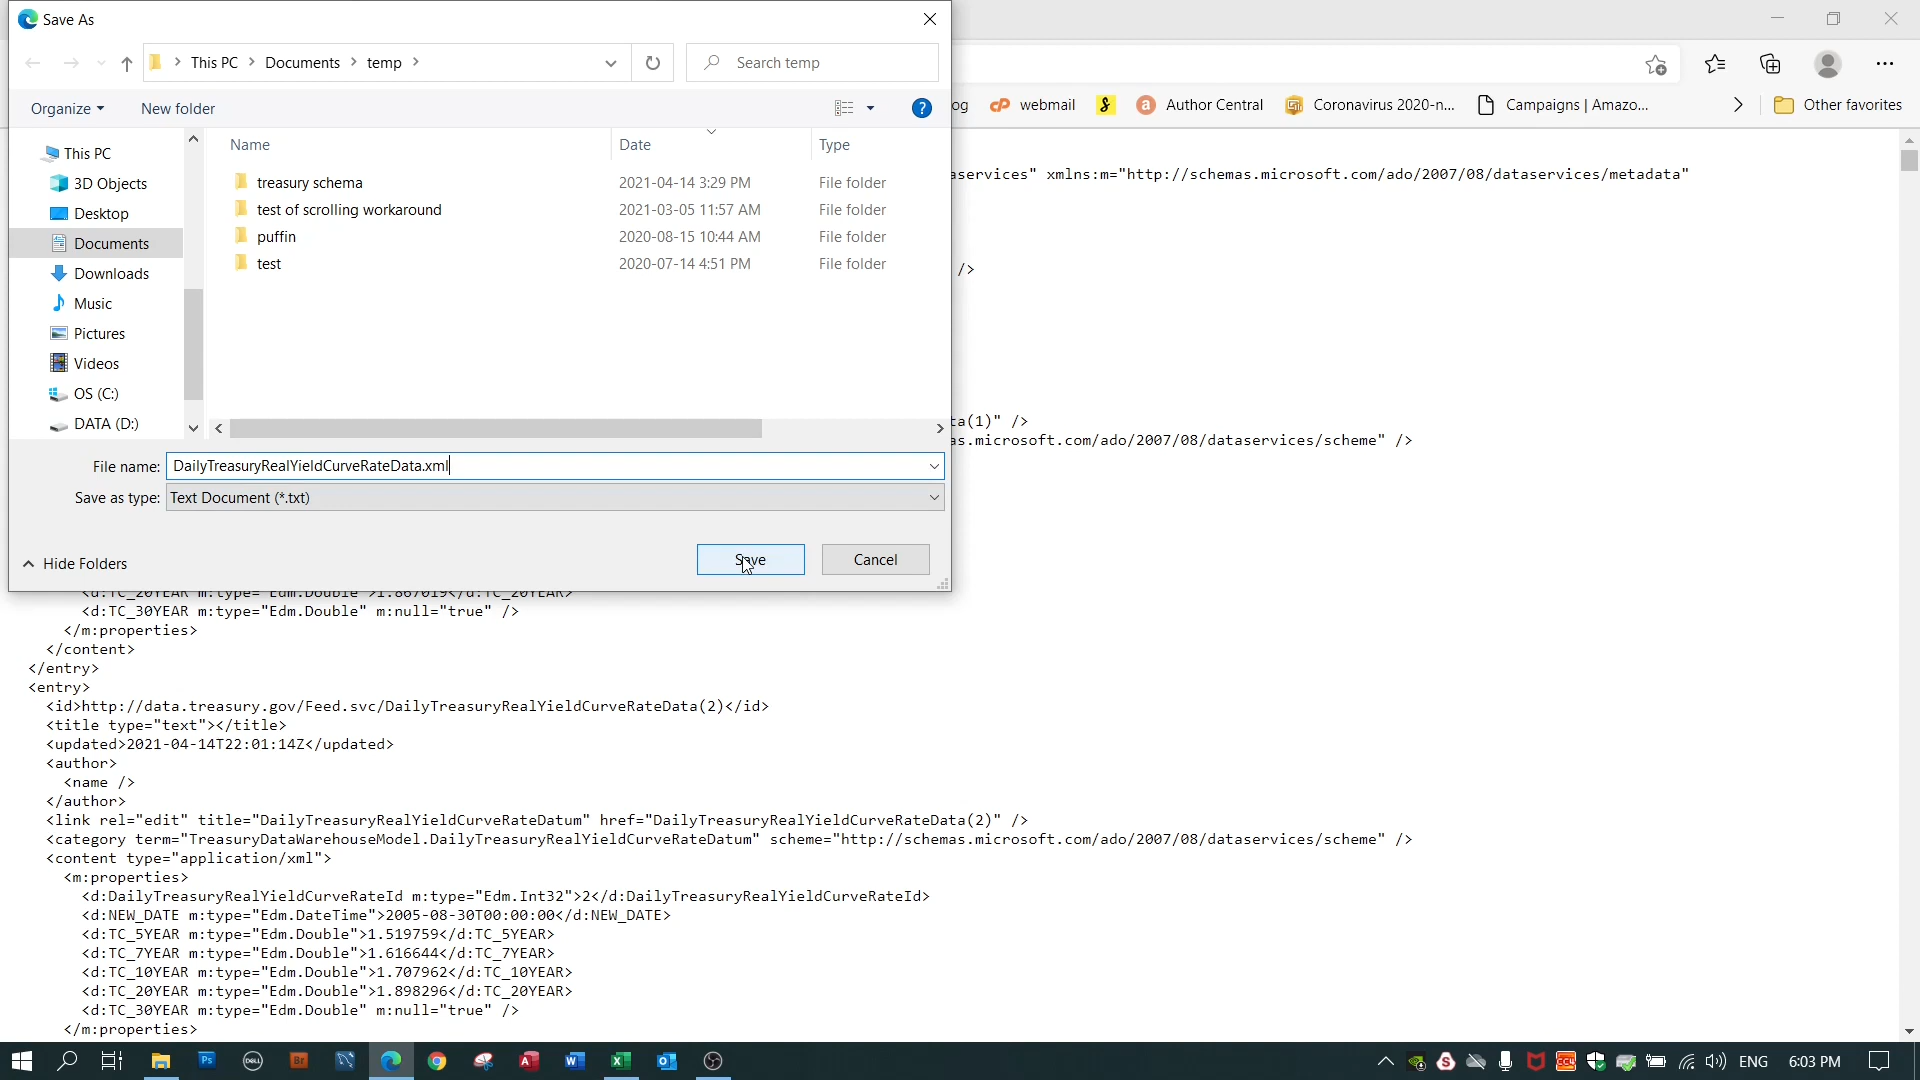 Save As
This PC > Documents > temp >
Search temp
Organize
New folder
?
og
webmail
Author Central
Coronavirus 2020-n...
Campaigns | Amazo...
Other favorites
This PC
3D Objects
Desktop
Documents
Downloads
Music
Pictures
Videos
OS (C:)
DATA (D:)
Name Date Type
treasury schema 2021-04-14 3:29 PM File folder
test of scrolling workaround 2021-03-05 11:57 AM File folder
puffin 2020-08-15 10:44 AM File folder
test 2020-07-14 4:51 PM File folder
File name: DailyTreasuryRealYieldCurveRateData.xml
Save as type: Text Document (*.txt)
Hide Folders
Save
Cancel
aservices" xmlns:m="http://schemas.microsoft.com/ado/2007/08/dataservices/metadata"
/>
ta(1)" />
as.microsoft.com/ado/2007/08/dataservices/scheme" />
<d:TC_20YEAR m:type="Edm.Double">1.867019</d:TC_20YEAR>
<d:TC_30YEAR m:type="Edm.Double" m:null="true" />
</m:properties>
</content>
</entry>
<entry>
<id>http://data.treasury.gov/Feed.svc/DailyTreasuryRealYieldCurveRateData(2)</id>
<title type="text"></title>
<updated>2021-04-14T22:01:14Z</updated>
<author>
<name />
</author>
<link rel="edit" title="DailyTreasuryRealYieldCurveRateDatum" href="DailyTreasuryRealYieldCurveRateData(2)" />
<category term="TreasuryDataWarehouseModel.DailyTreasuryRealYieldCurveRateDatum" scheme="http://schemas.microsoft.com/ado/2007/08/dataservices/scheme" />
<content type="application/xml">
<m:properties>
<d:DailyTreasuryRealYieldCurveRateId m:type="Edm.Int32">2</d:DailyTreasuryRealYieldCurveRateId>
<d:NEW_DATE m:type="Edm.DateTime">2005-08-30T00:00:00</d:NEW_DATE>
<d:TC_5YEAR m:type="Edm.Double">1.519759</d:TC_5YEAR>
<d:TC_7YEAR m:type="Edm.Double">1.616644</d:TC_7YEAR>
<d:TC_10YEAR m:type="Edm.Double">1.707962</d:TC_10YEAR>
<d:TC_20YEAR m:type="Edm.Double">1.898296</d:TC_20YEAR>
<d:TC_30YEAR m:type="Edm.Double" m:null="true" />
</m:properties>
ENG
6:03 PM